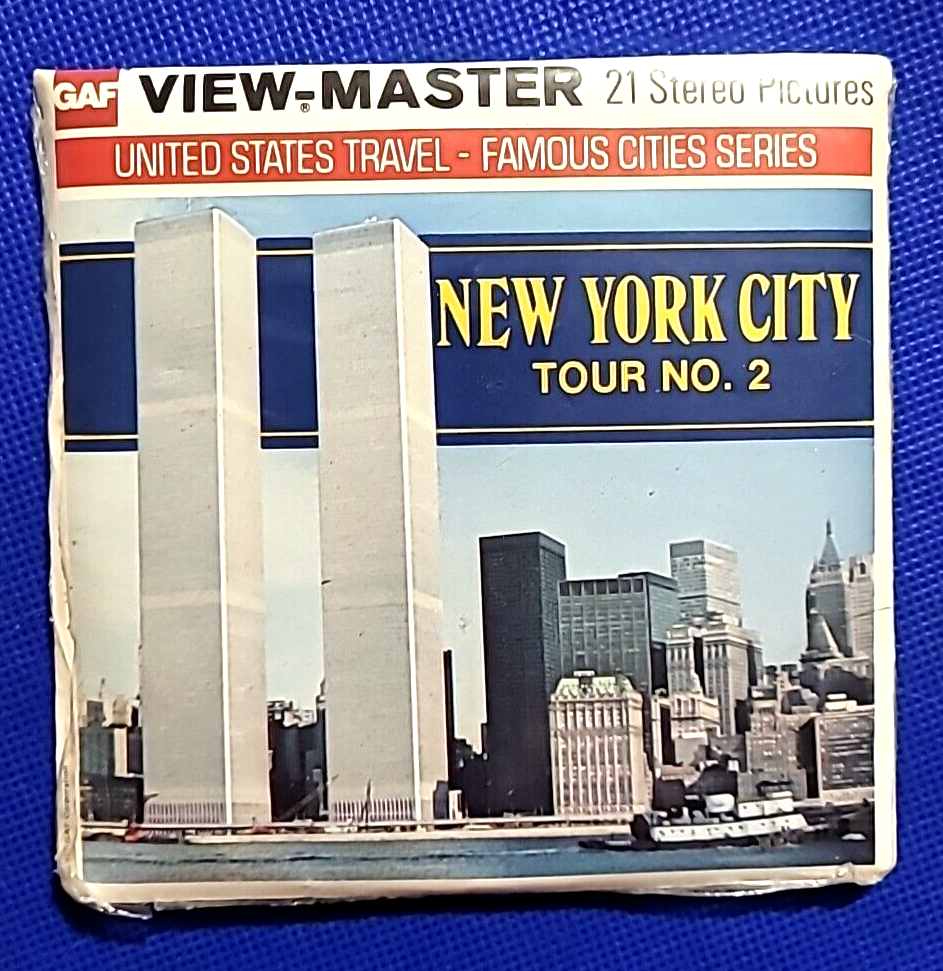 GAF VIEW-MASTER® 21 Stereo Pictures
UNITED STATES TRAVEL - FAMOUS CITIES SERIES
NEW YORK CITY
TOUR NO. 2